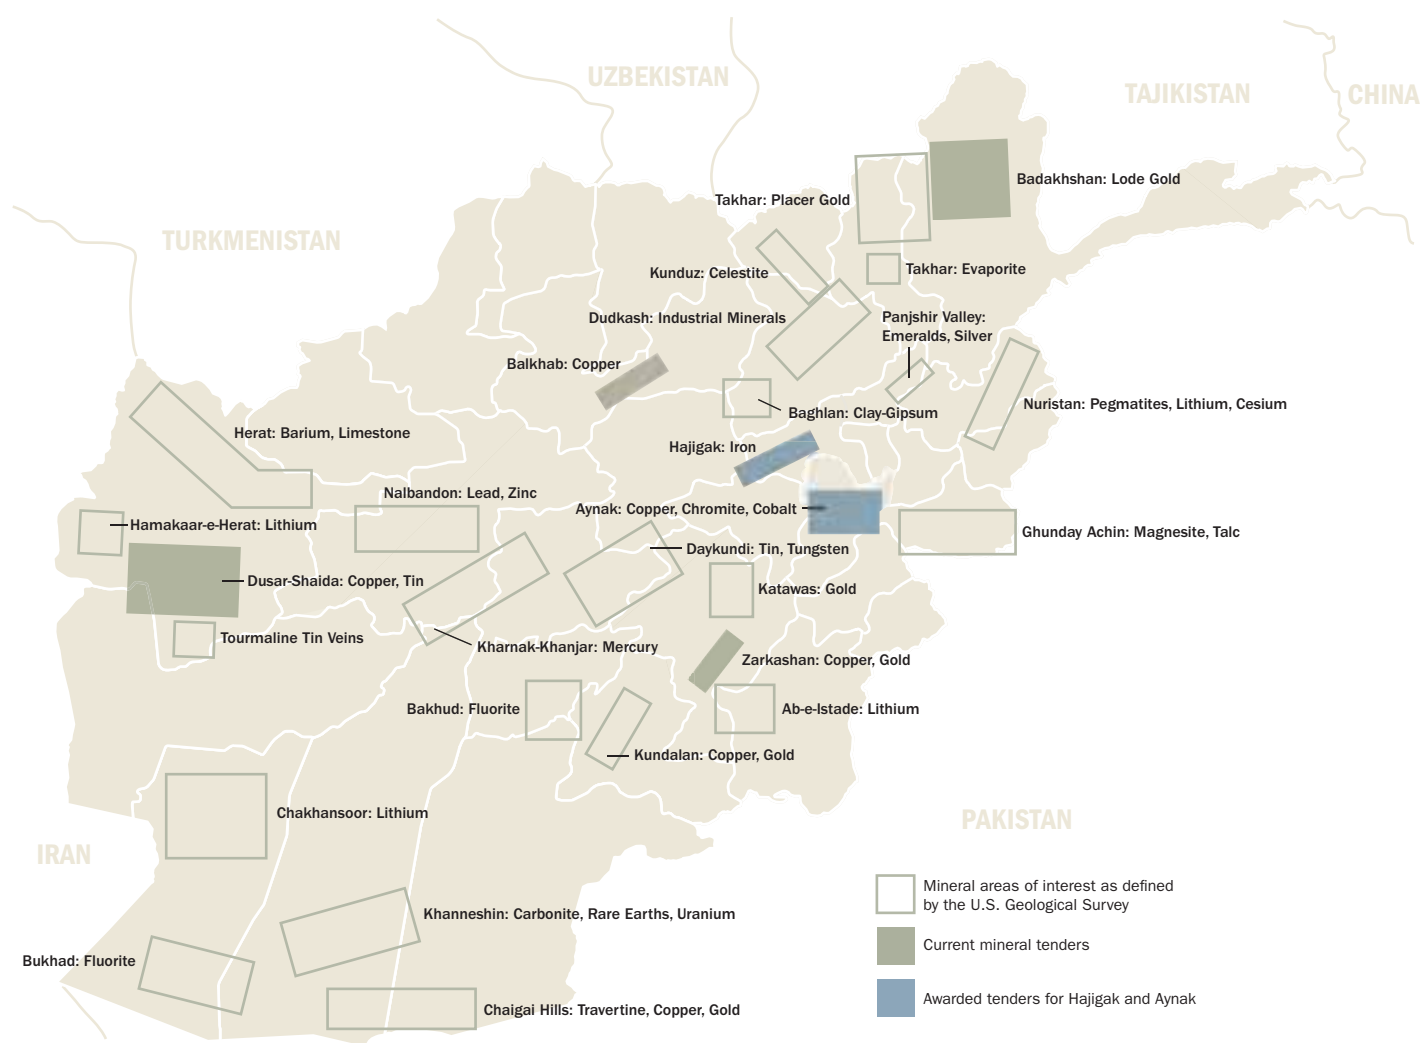 UZBEKISTAN
TAJIKISTAN
CHINA
Badakhshan: Lode Gold
Takhar: Placer Gold
TURKMENISTAN
Kunduz: Celestite
Takhar: Evaporite
Dudkash: Industrial Minerals
Panjshir Valley:
Emeralds, Silver
Balkhab: Copper
Nuristan: Pegmatites, Lithium, Cesium
Baghlan: Clay-Gipsum
Herat: Barium, Limestone
Hajigak: Iron
Nalbandon: Lead, Zinc
Aynak: Copper, Chromite, Cobalt
Hamakaar-e-Herat: Lithium
Ghunday Achin: Magnesite, Talc
Daykundi: Tin, Tungsten
Dusar-Shaida: Copper, Tin
Katawas: Gold
Tourmaline Tin Veins
Kharnak-Khanjar: Mercury
Zarkashan: Copper, Gold
Bakhud: Fluorite
Ab-e-Istade: Lithium
Kundalan: Copper, Gold
Chakhansoor: Lithium
PAKISTAN
IRAN
Mineral areas of interest as defined
by the U.S. Geological Survey
Khanneshin: Carbonite, Rare Earths, Uranium
Current mineral tenders
Bukhad: Fluorite
Awarded tenders for Hajigak and Aynak
Chaigai Hills: Travertine, Copper, Gold